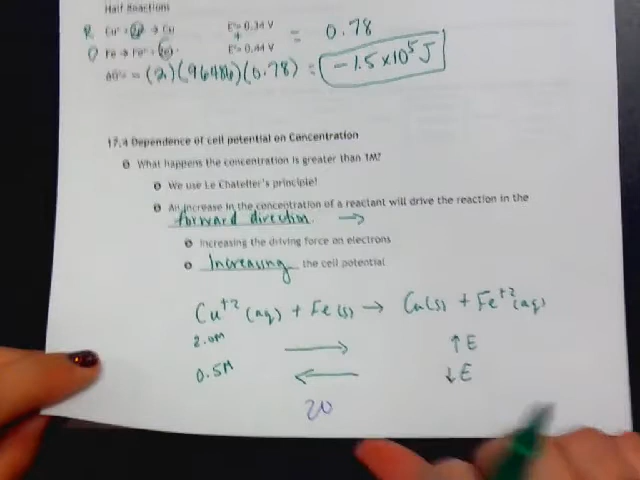 Half Reactions
R Cu⁺² + → Cu E°= 0.34 V = 0.78
+
O Fe → Fe⁺² + E°= 0.44 V
ΔG°= -(2)(96486)(0.78) = -1.5 x 10⁵ J
17.4 Dependence of cell potential on Concentration
What happens the concentration is greater than 1M?
We use Le Chatelier's principle!
An increase in the concentration of a reactant will drive the reaction in the
forward direction. →
Increasing the driving force on electrons
Increasing the cell potential
Cu⁺² (aq) + Fe(s) → Cu(s) + Fe⁺² (aq)
2.0M → ↑E
0.5M ← ↓E